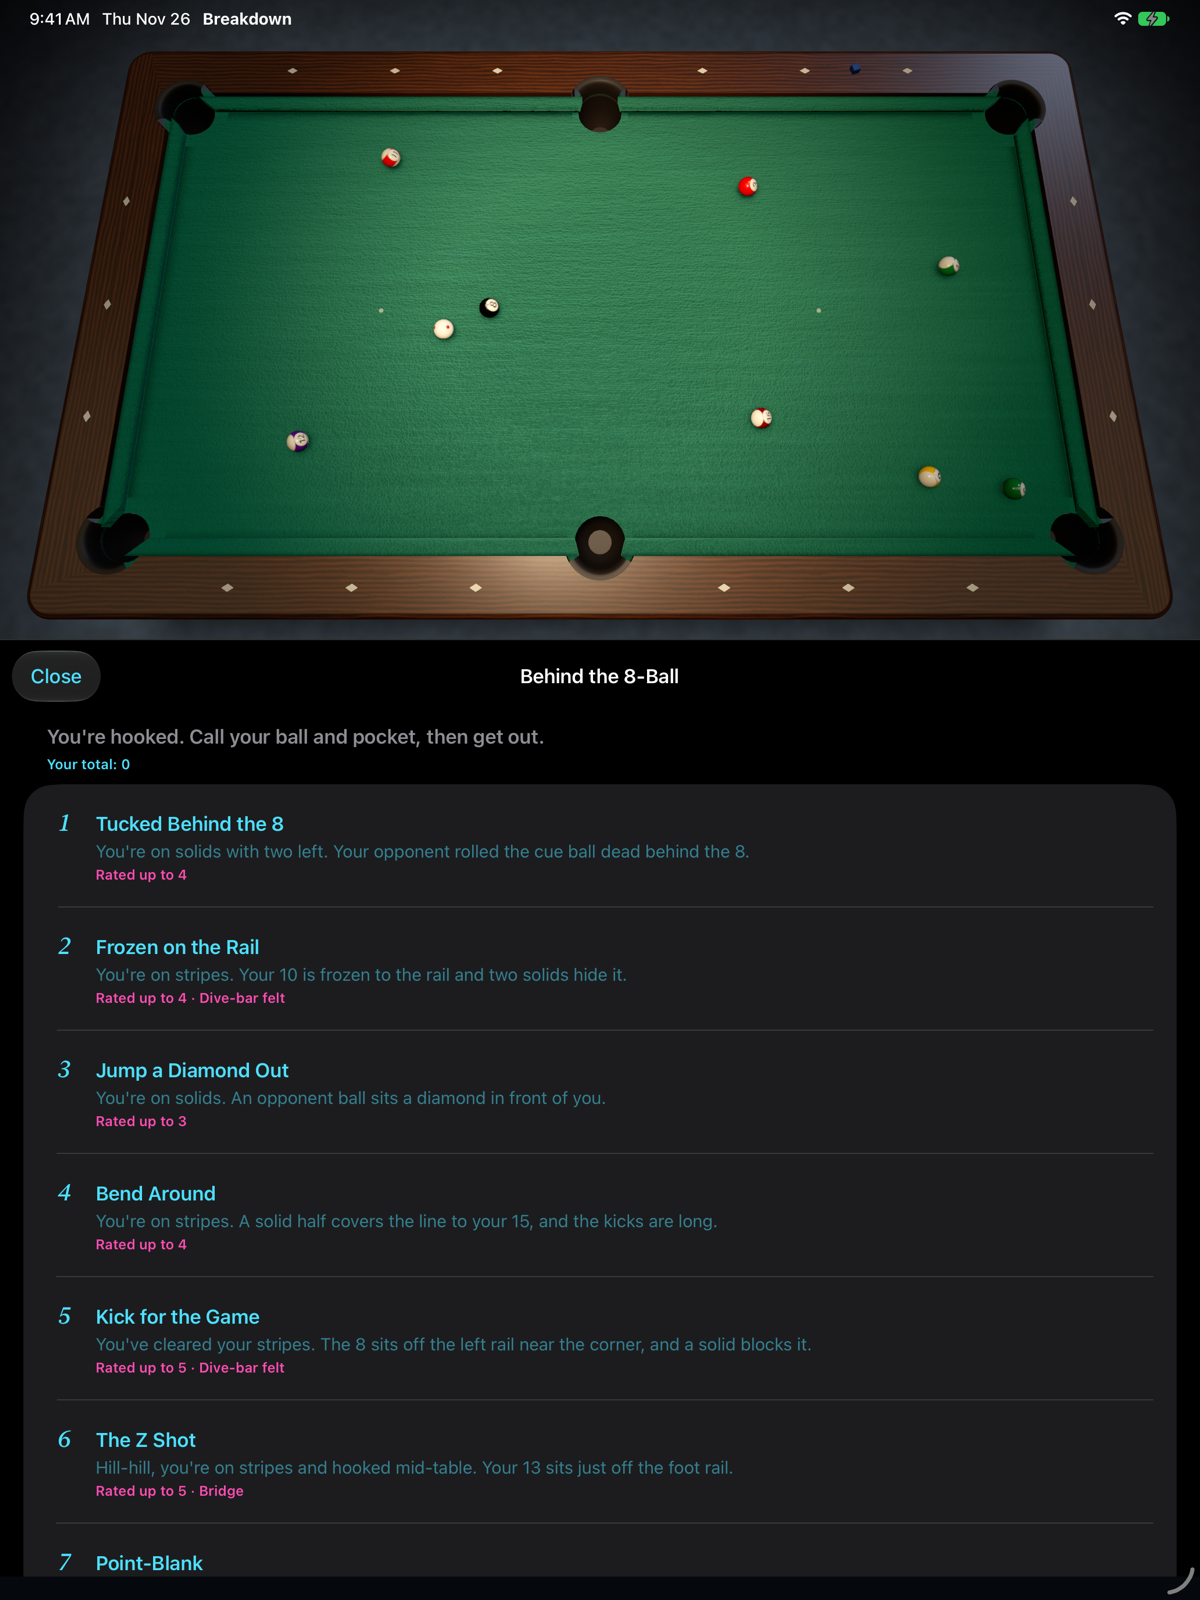 9:41 AM Thu Nov 26 Breakdown
Close
Behind the 8-Ball
You're hooked. Call your ball and pocket, then get out.
Your total: 0
1 Tucked Behind the 8
You're on solids with two left. Your opponent rolled the cue ball dead behind the 8.
Rated up to 4
2 Frozen on the Rail
You're on stripes. Your 10 is frozen to the rail and two solids hide it.
Rated up to 4 · Dive-bar felt
3 Jump a Diamond Out
You're on solids. An opponent ball sits a diamond in front of you.
Rated up to 3
4 Bend Around
You're on stripes. A solid half covers the line to your 15, and the kicks are long.
Rated up to 4
5 Kick for the Game
You've cleared your stripes. The 8 sits off the left rail near the corner, and a solid blocks it.
Rated up to 5 · Dive-bar felt
6 The Z Shot
Hill-hill, you're on stripes and hooked mid-table. Your 13 sits just off the foot rail.
Rated up to 5 · Bridge
7 Point-Blank